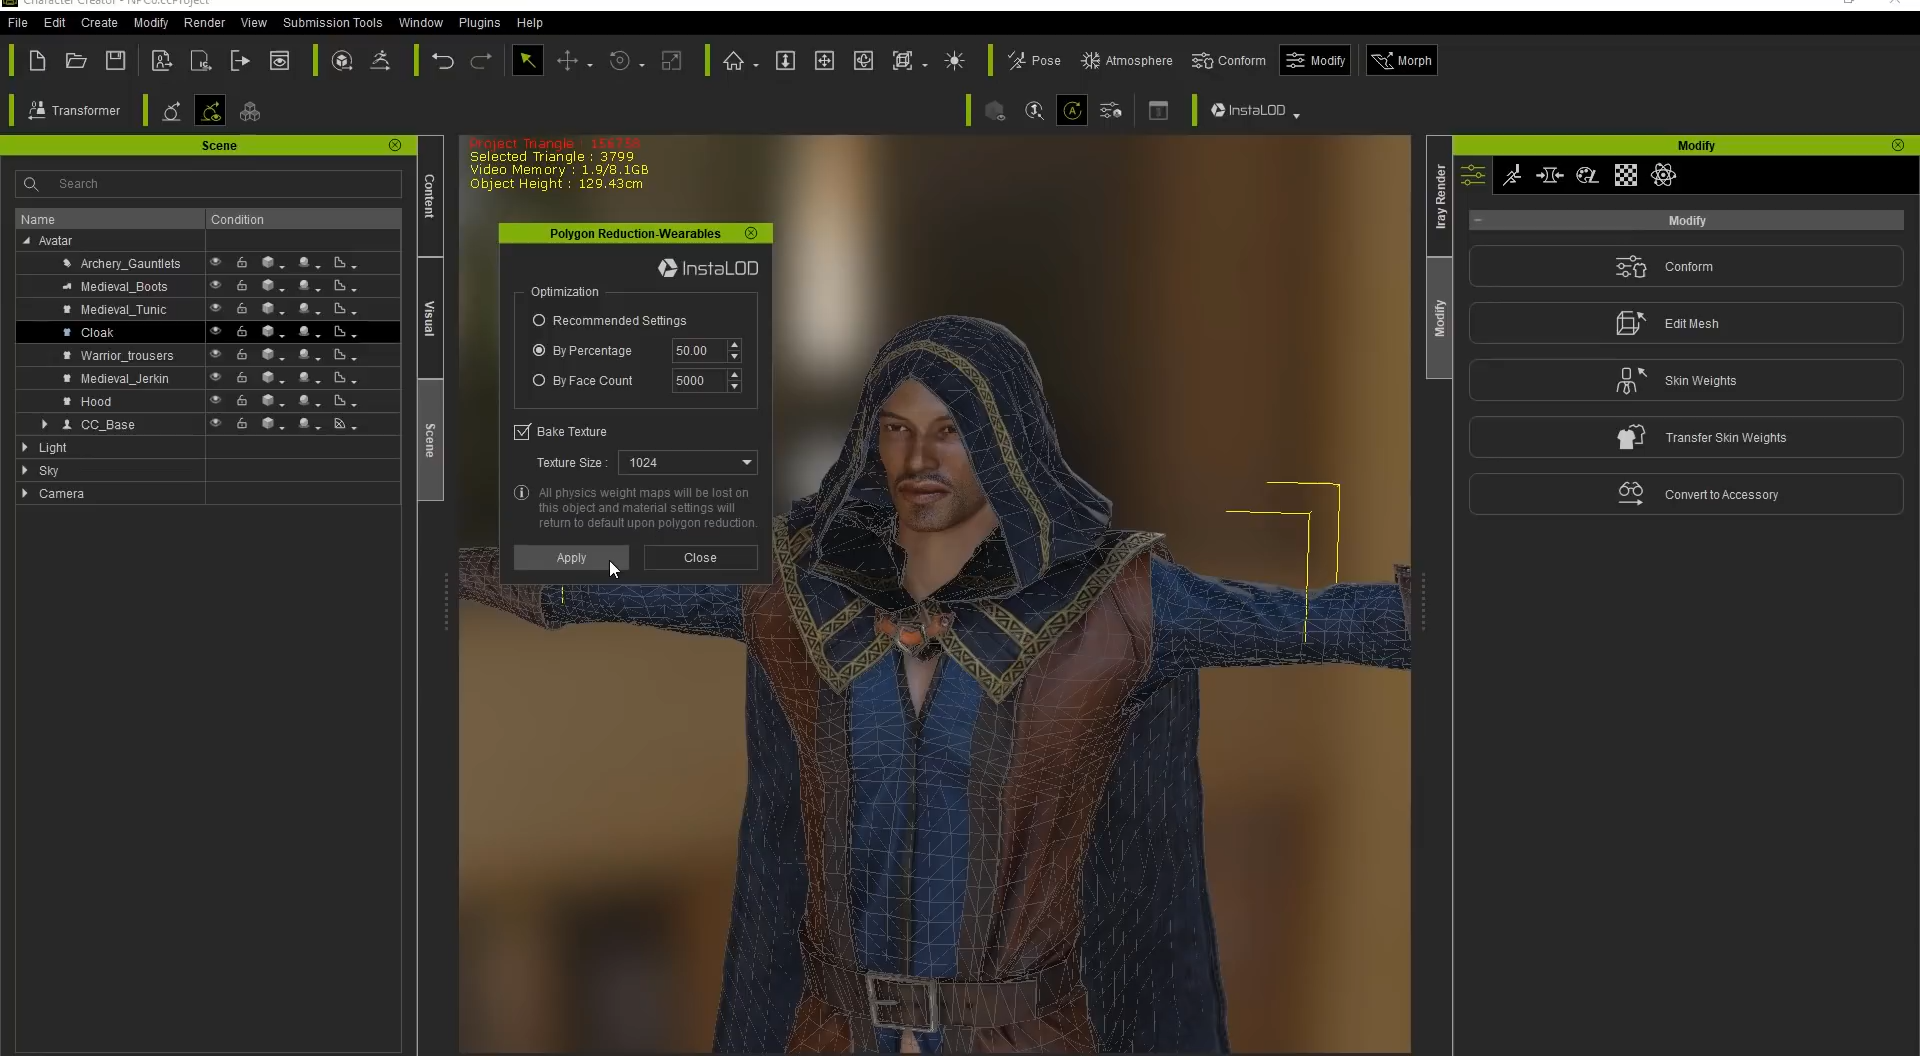 Character Creator - NPC0.ccProject
File Edit Create Modify Render View Submission Tools Window Plugins Help
Pose Atmosphere Conform Modify Morph
Transformer InstaLOD
Scene
Search
Name Condition
Avatar
Archery_Gauntlets
Medieval_Boots
Medieval_Tunic
Cloak
Warrior_trousers
Medieval_Jerkin
Hood
CC_Base
Light
Sky
Camera
Content
Visual
Scene
Selected Triangle : 3799
Video Memory : 1.9/8.1GB
Object Height : 129.43cm
Polygon Reduction-Wearables
InstaLOD
Optimization
Recommended Settings
By Percentage 50.00
By Face Count 5000
Bake Texture
Texture Size : 1024
All physics weight maps will be lost on
this object and material settings will
return to default upon polygon reduction.
Apply Close
Iray Render
Modify
Modify
Modify
Conform
Edit Mesh
Skin Weights
Transfer Skin Weights
Convert to Accessory